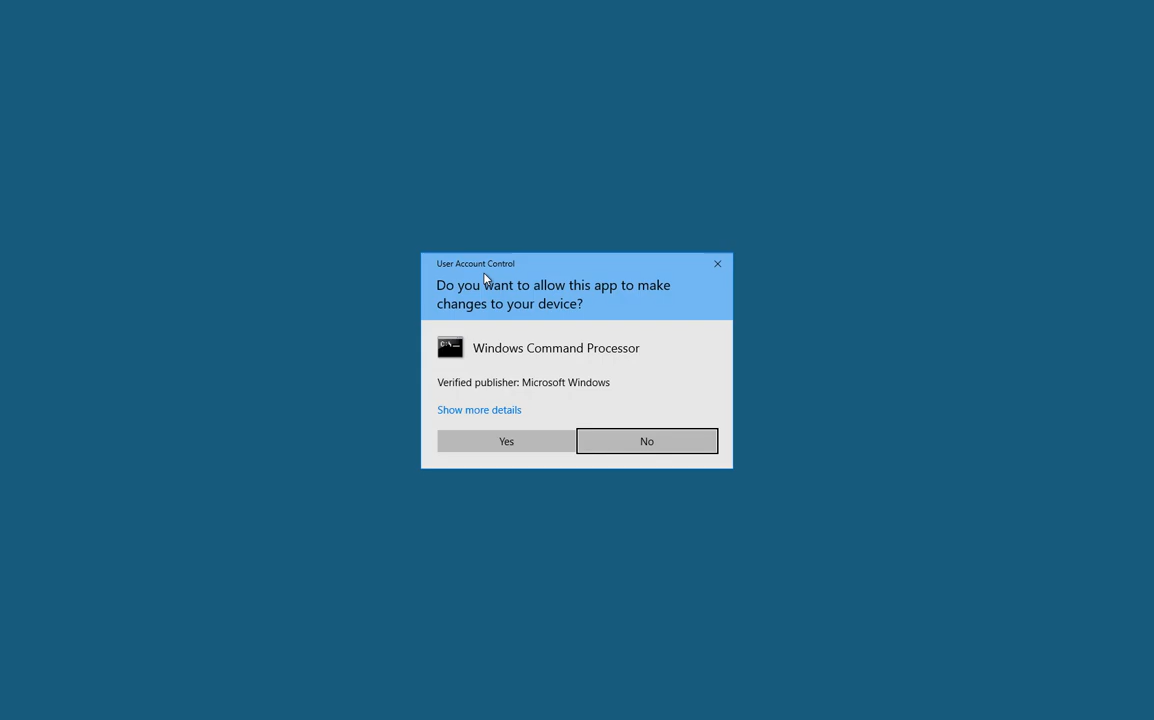 User Account Control
Do you want to allow this app to make
changes to your device?
C:\_
Windows Command Processor
Verified publisher: Microsoft Windows
Show more details
Yes
No